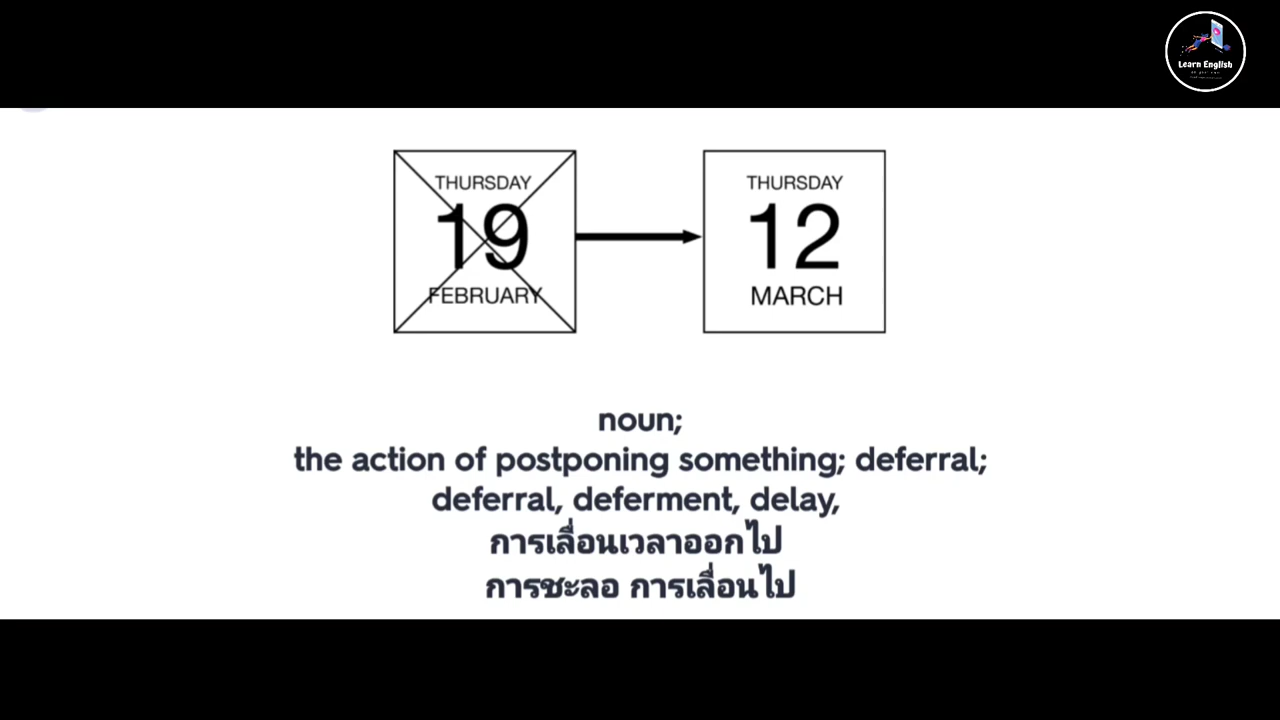 Learn English
THURSDAY
19
FEBRUARY
THURSDAY
12
MARCH
noun;
the action of postponing something; deferral;
deferral, deferment, delay,
การเลื่อนเวลาออกไป
การชะลอ การเลื่อนไป